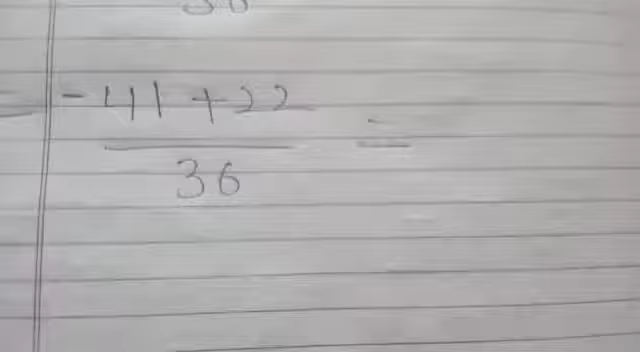 = -41 + 22 =
36